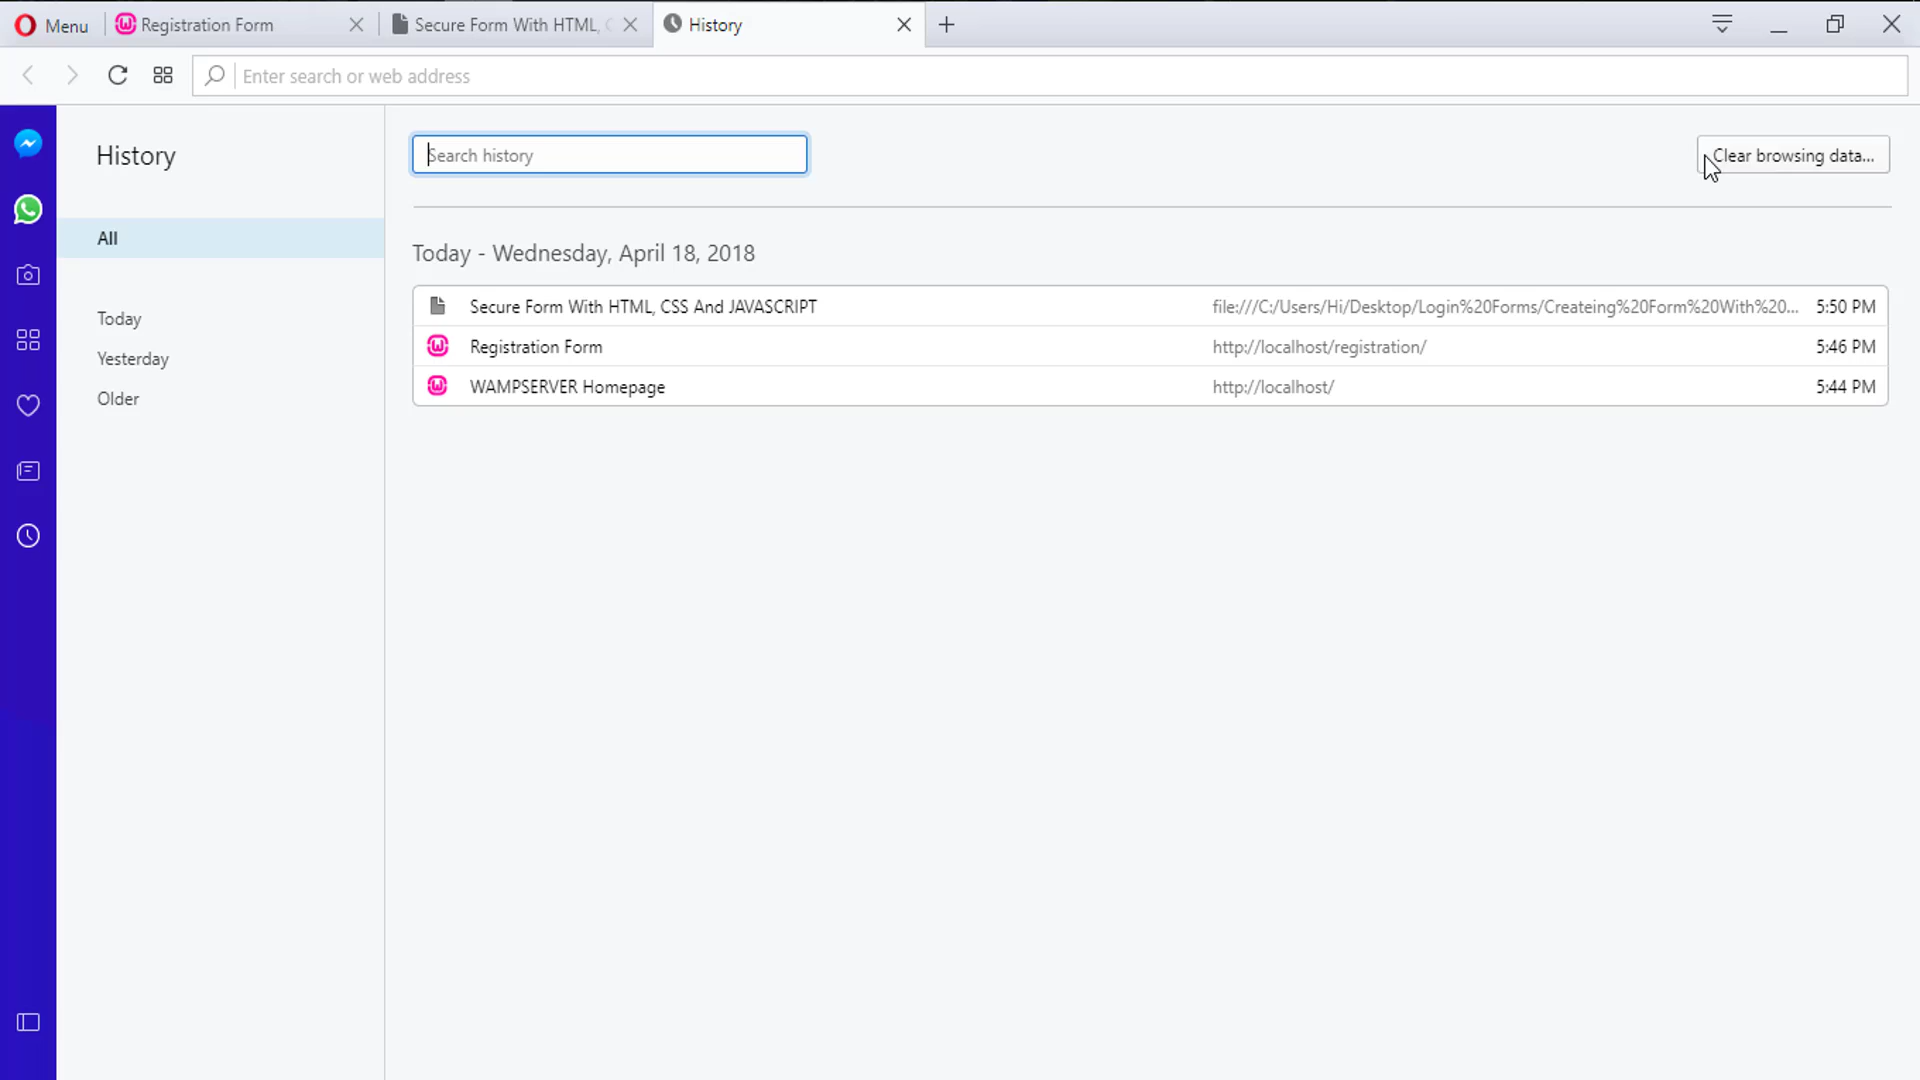 Menu
Registration Form
Secure Form With HTML,
History
Enter search or web address
History
Search history
Clear browsing data...
All
Today
Yesterday
Older
Today - Wednesday, April 18, 2018
Secure Form With HTML, CSS And JAVASCRIPT file:///C:/Users/Hi/Desktop/Login%20Forms/Createing%20Form%20With%20... 5:50 PM
Registration Form http://localhost/registration/ 5:46 PM
WAMPSERVER Homepage http://localhost/ 5:44 PM